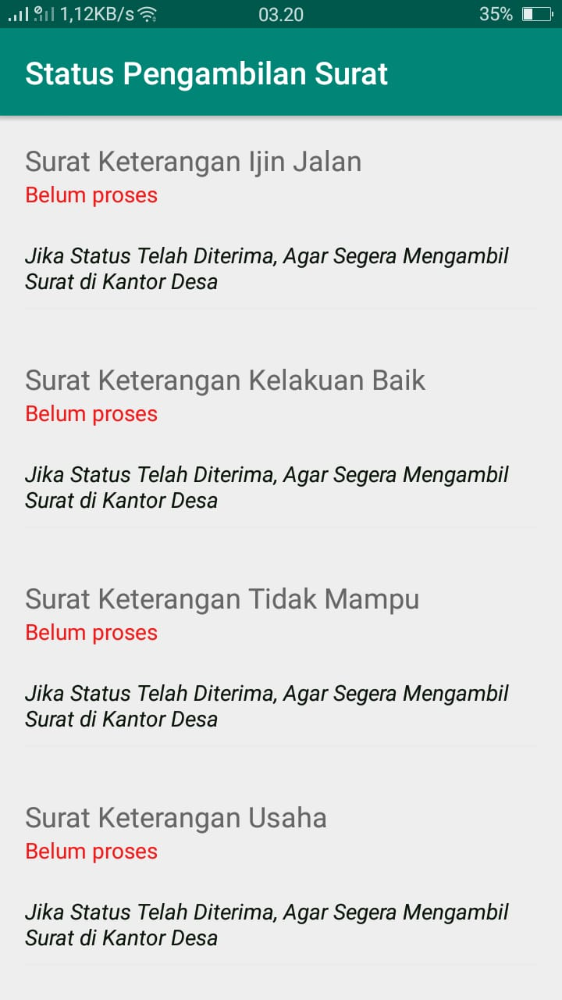 1,12KB/s 03.20 35%
Status Pengambilan Surat
Surat Keterangan Ijin Jalan
Belum proses
Jika Status Telah Diterima, Agar Segera Mengambil
Surat di Kantor Desa
Surat Keterangan Kelakuan Baik
Belum proses
Jika Status Telah Diterima, Agar Segera Mengambil
Surat di Kantor Desa
Surat Keterangan Tidak Mampu
Belum proses
Jika Status Telah Diterima, Agar Segera Mengambil
Surat di Kantor Desa
Surat Keterangan Usaha
Belum proses
Jika Status Telah Diterima, Agar Segera Mengambil
Surat di Kantor Desa